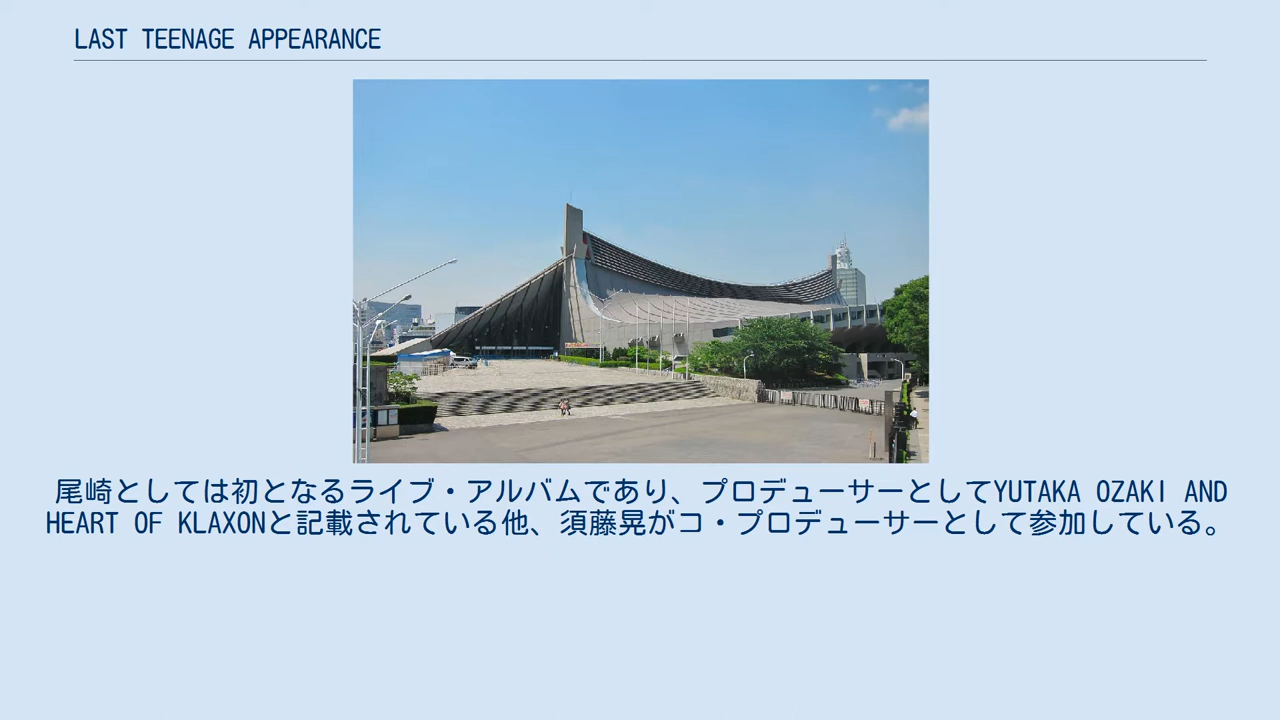 LAST TEENAGE APPEARANCE
尾崎としては初となるライブ・アルバムであり、プロデューサーとしてYUTAKA OZAKI AND
HEART OF KLAXONと記載されている他、須藤晃がコ・プロデューサーとして参加している。